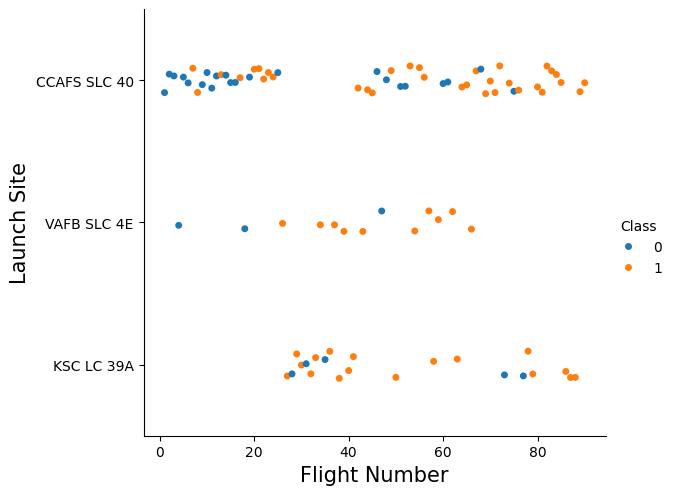 CCAFS SLC 40
VAFB SLC 4E
KSC LC 39A
Launch Site
0
20
40
60
80
Flight Number
Class
0
1